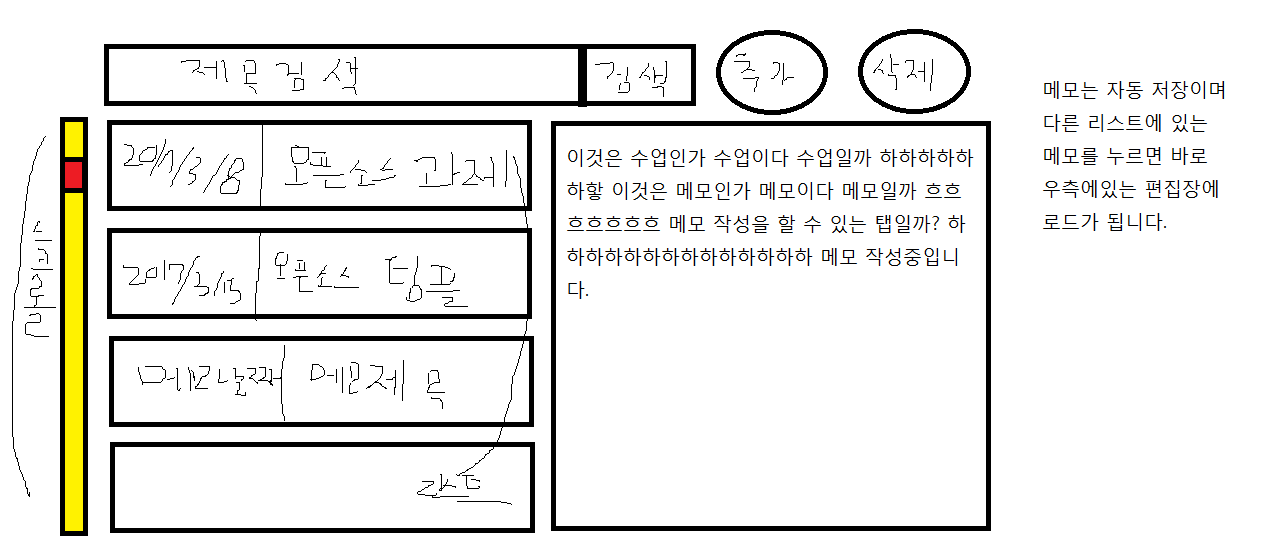 제목검색
검색
추가
삭제
메모는 자동 저장이며
다른 리스트에 있는
메모를 누르면 바로
우측에있는 편집장에
로드가 됩니다.
스크롤
2017/3/8 오픈소스 과제
2017/3/15 오픈소스 팀플
메모날짜 메모제목
리스트
이것은 수업인가 수업이다 수업일까 하하하하하
하핳 이것은 메모인가 메모이다 메모일까 흐흐
흐흐흐흐흐 메모 작성을 할 수 있는 탭일까? 하
하하하하하하하하하하하하하 메모 작성중입니
다.